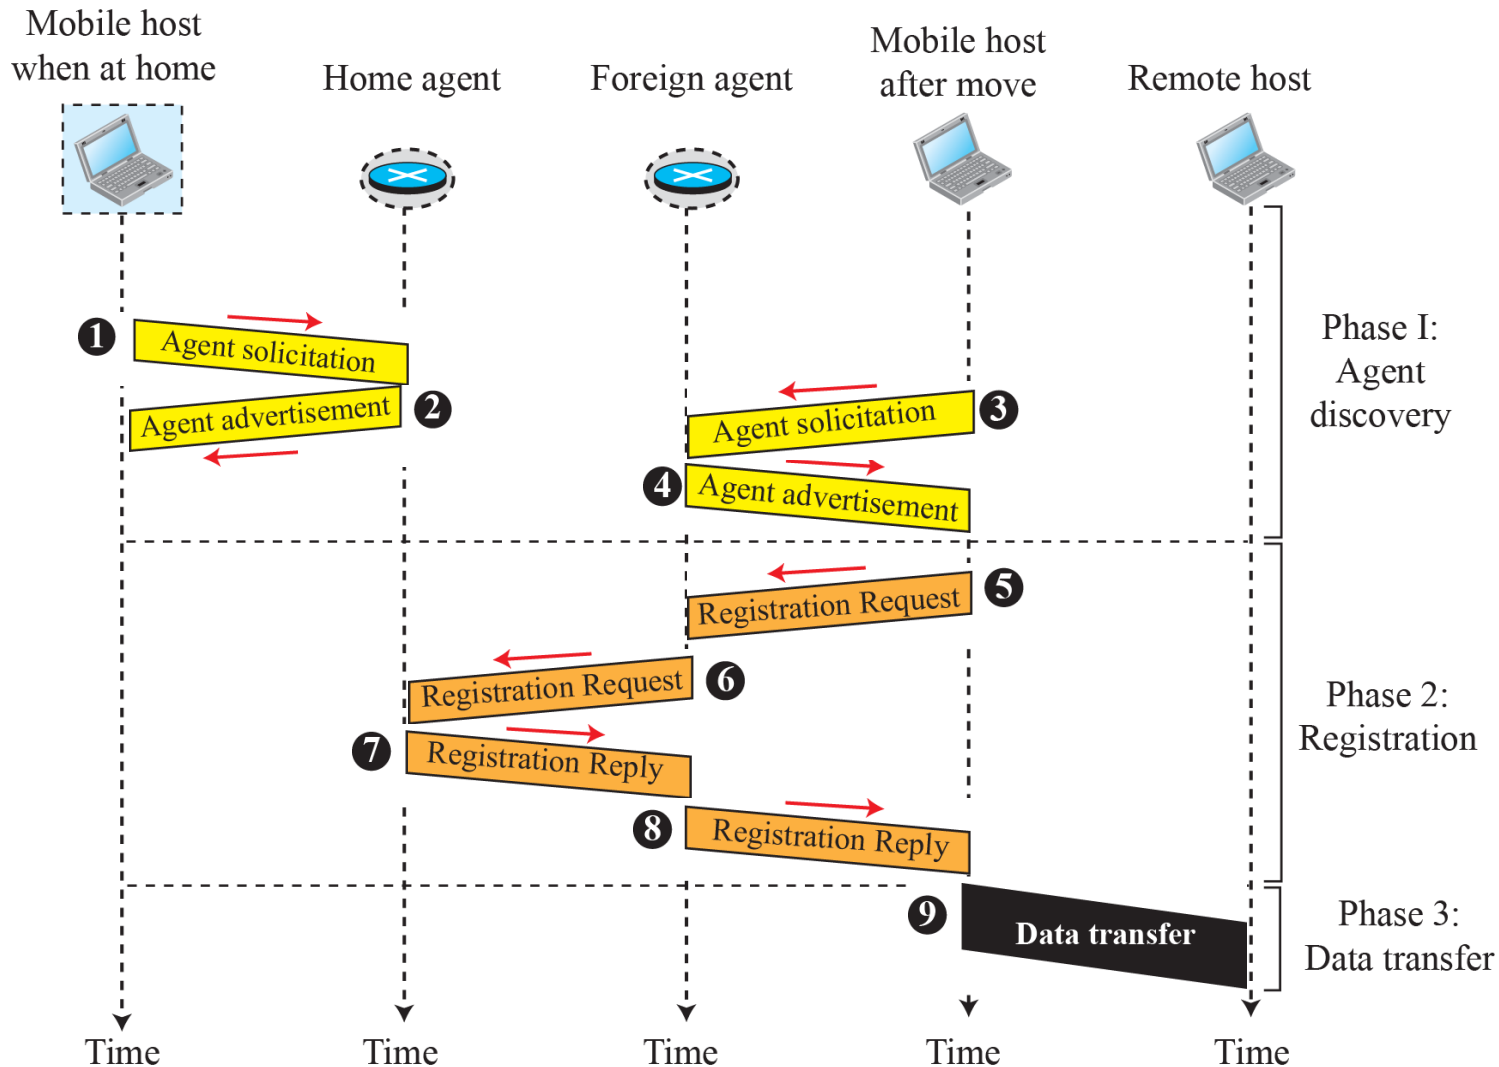 Mobile host
when at home
Home agent
Foreign agent
Mobile host
after move
Remote host
1
Agent solicitation
Agent advertisement
2
Agent solicitation
3
4
Agent advertisement
Phase I:
Agent
discovery
Registration Request
5
Registration Request
6
7
Registration Reply
8
Registration Reply
Phase 2:
Registration
9
Data transfer
Phase 3:
Data transfer
Time
Time
Time
Time
Time